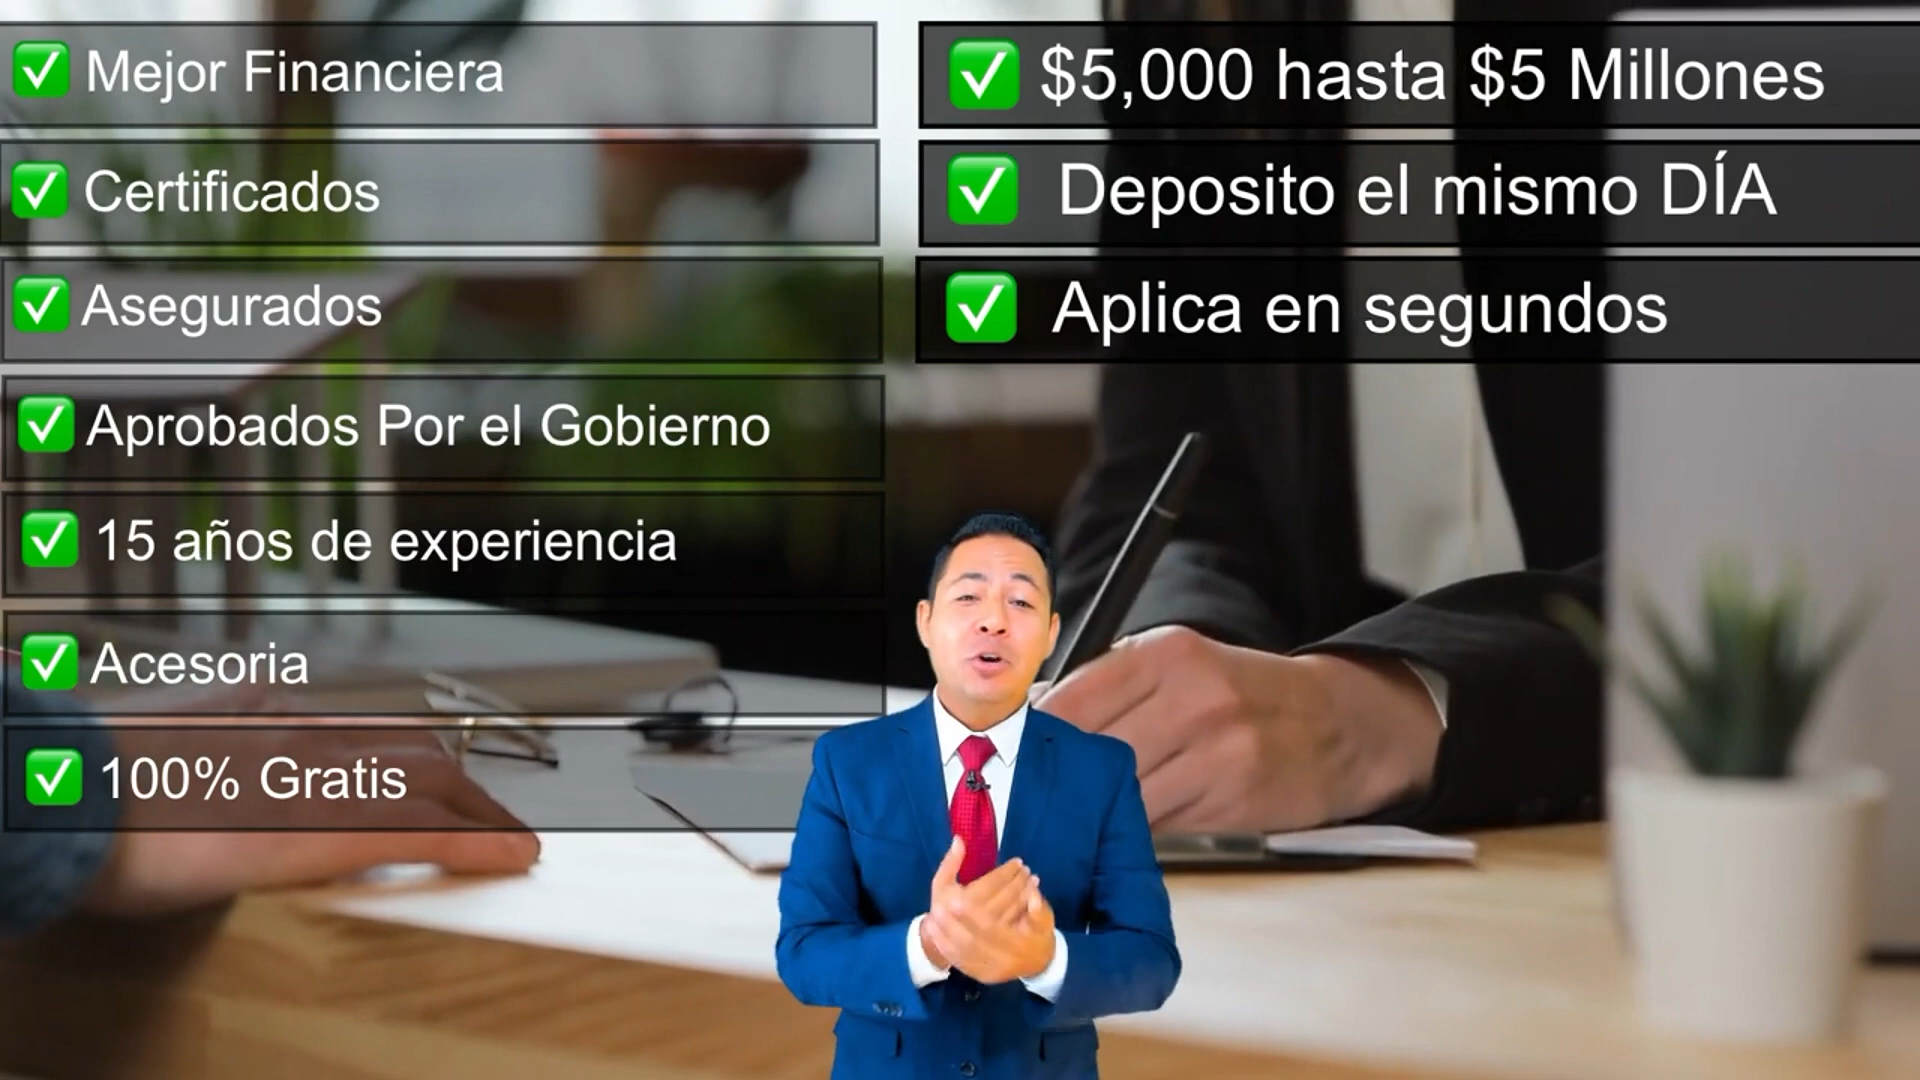 Mejor Financiera
Certificados
Asegurados
Aprobados Por el Gobierno
15 años de experiencia
Acesoria
100% Gratis
$5,000 hasta $5 Millones
Deposito el mismo DÍA
Aplica en segundos